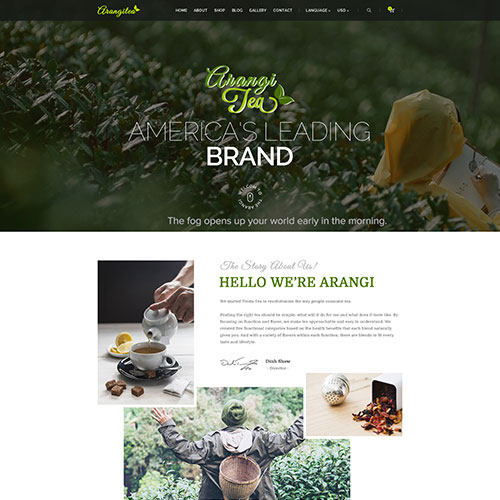 Arangitea
HOME ABOUT SHOP BLOG GALLERY CONTACT LANGUAGE USD
Arangi
Tea
AMERICA'S LEADING
BRAND
WELCOME TO THE ARANGI
The fog opens up your world early in the morning.
The Story About Us!
HELLO WE'RE ARANGI
We started Tienta Tea to revolutionize the way people consume tea.
Finding the right tea should be simple: what will it do for me and what does it taste like. By
focusing on function and flavor, we make tea approachable and easy to understand. We
created five functional categories based on the health benefits that each blend naturally
gives you. And with a variety of flavors within each function, there are blends to fit every
taste and lifestyle.
Dinh Show
- Director -